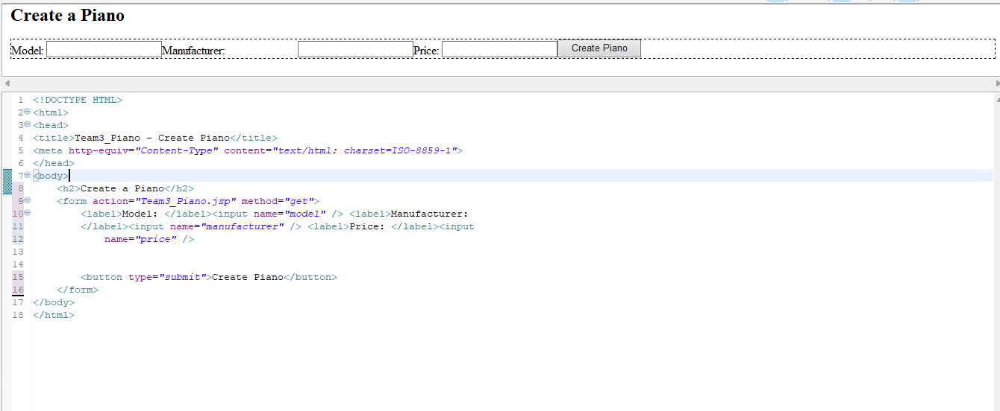 Create a Piano
Model: Manufacturer: Price: Create Piano
1 <!DOCTYPE HTML>
2 <html>
3 <head>
4 <title>Team3_Piano - Create Piano</title>
5 <meta http-equiv="Content-Type" content="text/html; charset=ISO-8859-1">
6 </head>
7 <body>
8 <h2>Create a Piano</h2>
9 <form action="Team3_Piano.jsp" method="get">
10 <label>Model: </label><input name="model" /> <label>Manufacturer:
11 </label><input name="manufacturer" /> <label>Price: </label><input
12 name="price" />
13
14
15 <button type="submit">Create Piano</button>
16 </form>
17 </body>
18 </html>